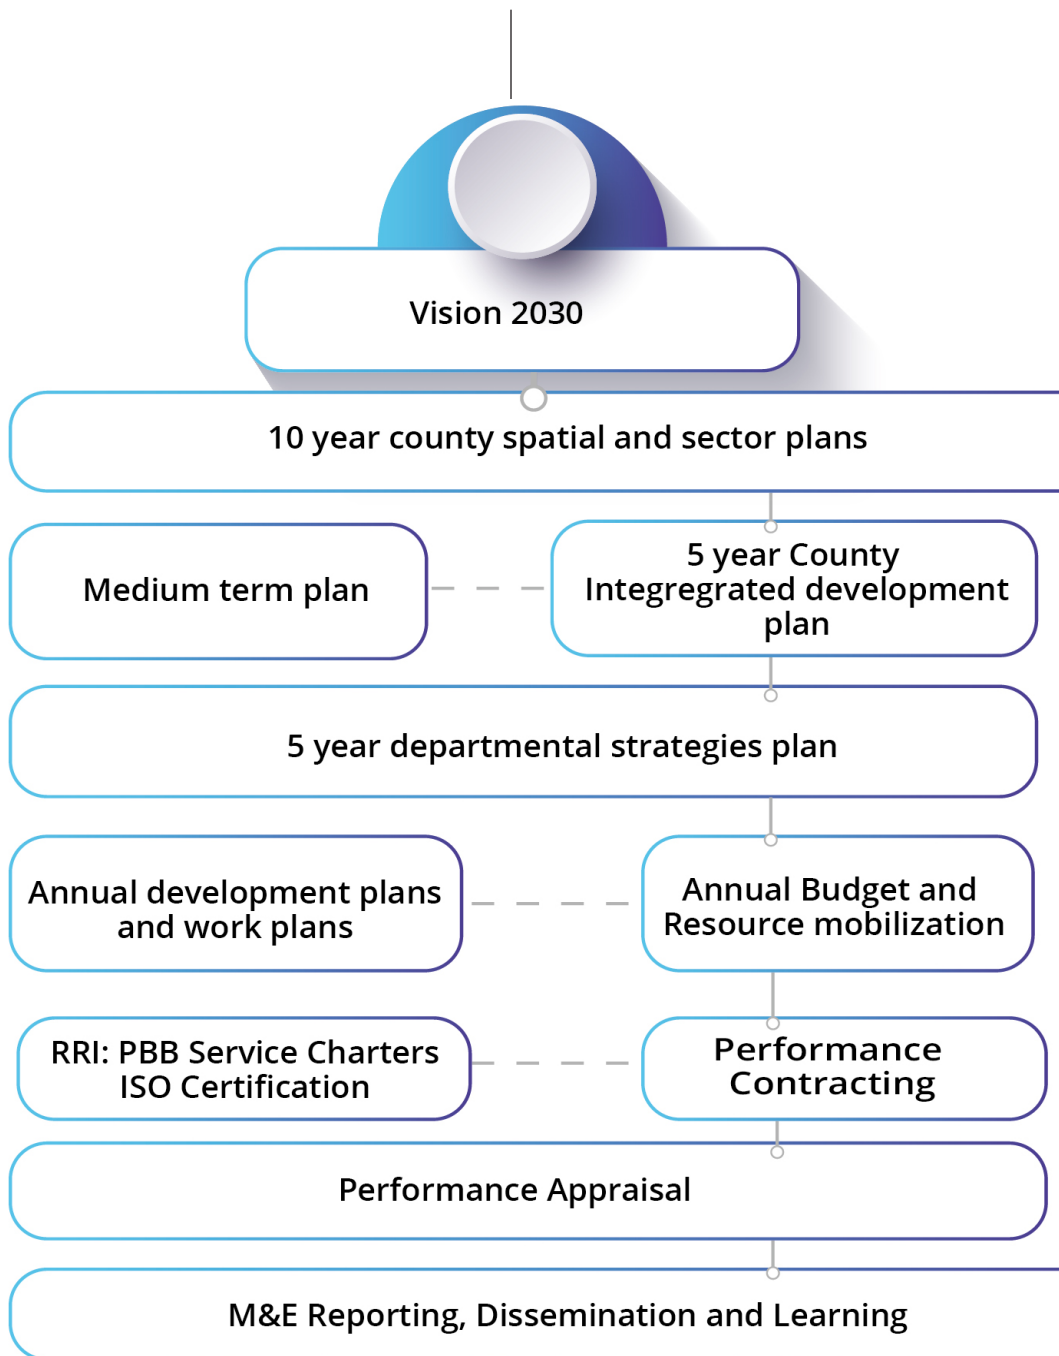 Vision 2030
10 year county spatial and sector plans
Medium term plan
5 year County
Integregrated development
plan
5 year departmental strategies plan
Annual development plans
and work plans
Annual Budget and
Resource mobilization
RRI: PBB Service Charters
ISO Certification
Performance
Contracting
Performance Appraisal
M&E Reporting, Dissemination and Learning